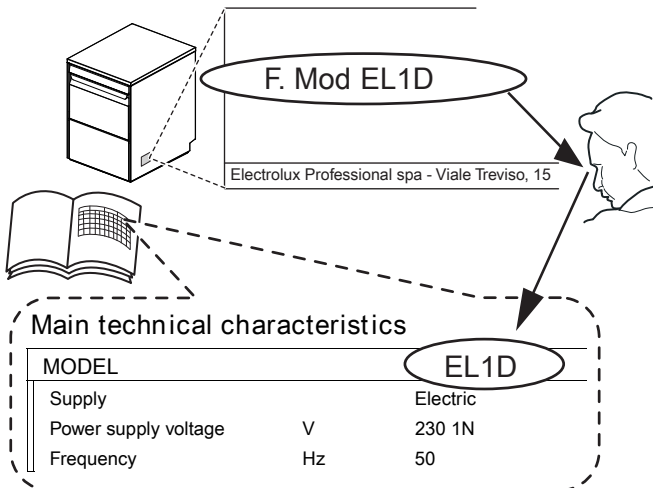 F. Mod EL1D
Electrolux Professional spa - Viale Treviso, 15
Main technical characteristics
MODEL EL1D
Supply Electric
Power supply voltage V 230 1N
Frequency Hz 50